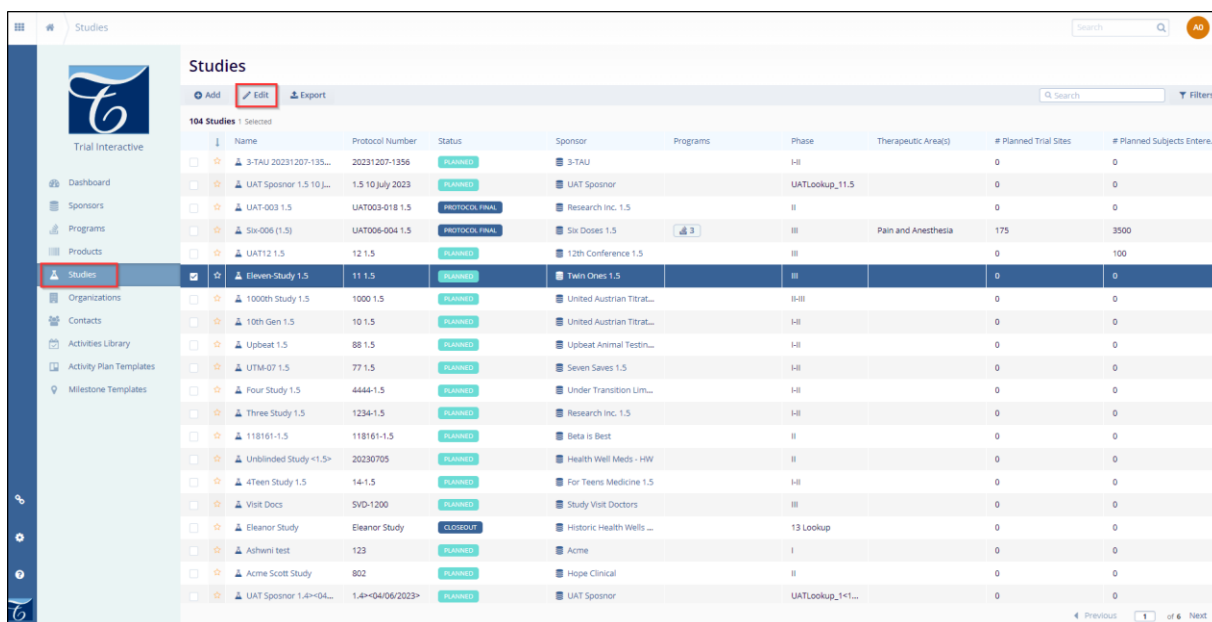 Studies
Search
AO
Trial Interactive
Dashboard
Sponsors
Programs
Products
Studies
Organizations
Contacts
Activities Library
Activity Plan Templates
Milestone Templates
Studies
Add Edit Export Search Filters
104 Studies 1 Selected
Name Protocol Number Status Sponsor Programs Phase Therapeutic Area(s) # Planned Trial Sites # Planned Subjects Entere.
3-TAU 20231207-135... 20231207-1356 PLANNED 3-TAU I-II 0 0
UAT Sposnor 1.5 10 J... 1.5 10 July 2023 PLANNED UAT Sposnor UATLookup_11.5 0 0
UAT-003 1.5 UAT003-018 1.5 PROTOCOL FINAL Research Inc. 1.5 II 0 0
Six-006 (1.5) UAT006-004 1.5 PROTOCOL FINAL Six Doses 1.5 3 III Pain and Anesthesia 175 3500
UAT12 1.5 12 1.5 PLANNED 12th Conference 1.5 III 0 100
Eleven-Study 1.5 11 1.5 PLANNED Twin Ones 1.5 III 0 0
1000th Study 1.5 1000 1.5 PLANNED United Austrian Titrat... II-III 0 0
10th Gen 1.5 10 1.5 PLANNED United Austrian Titrat... I-II 0 0
Upbeat 1.5 88 1.5 PLANNED Upbeat Animal Testin... I-II 0 0
UTM-07 1.5 77 1.5 PLANNED Seven Saves 1.5 I-II 0 0
Four Study 1.5 4444-1.5 PLANNED Under Transition Lim... I-II 0 0
Three Study 1.5 1234-1.5 PLANNED Research Inc. 1.5 I-II 0 0
118161-1.5 118161-1.5 PLANNED Beta is Best II 0 0
Unblinded Study <1.5> 20230705 PLANNED Health Well Meds - HW II 0 0
4Teen Study 1.5 14-1.5 PLANNED For Teens Medicine 1.5 I-II 0 0
Visit Docs SVD-1200 PLANNED Study Visit Doctors III 0 0
Eleanor Study Eleanor Study CLOSEOUT Historic Health Wells ... 13 Lookup 0 0
Ashwni test 123 PLANNED Acme I 0 0
Acme Scott Study 802 PLANNED Hope Clinical II 0 0
UAT Sposnor 1.4><04... 1.4><04/06/2023> PLANNED UAT Sposnor UATLookup_1<1... 0 0
Previous 1 of 6 Next